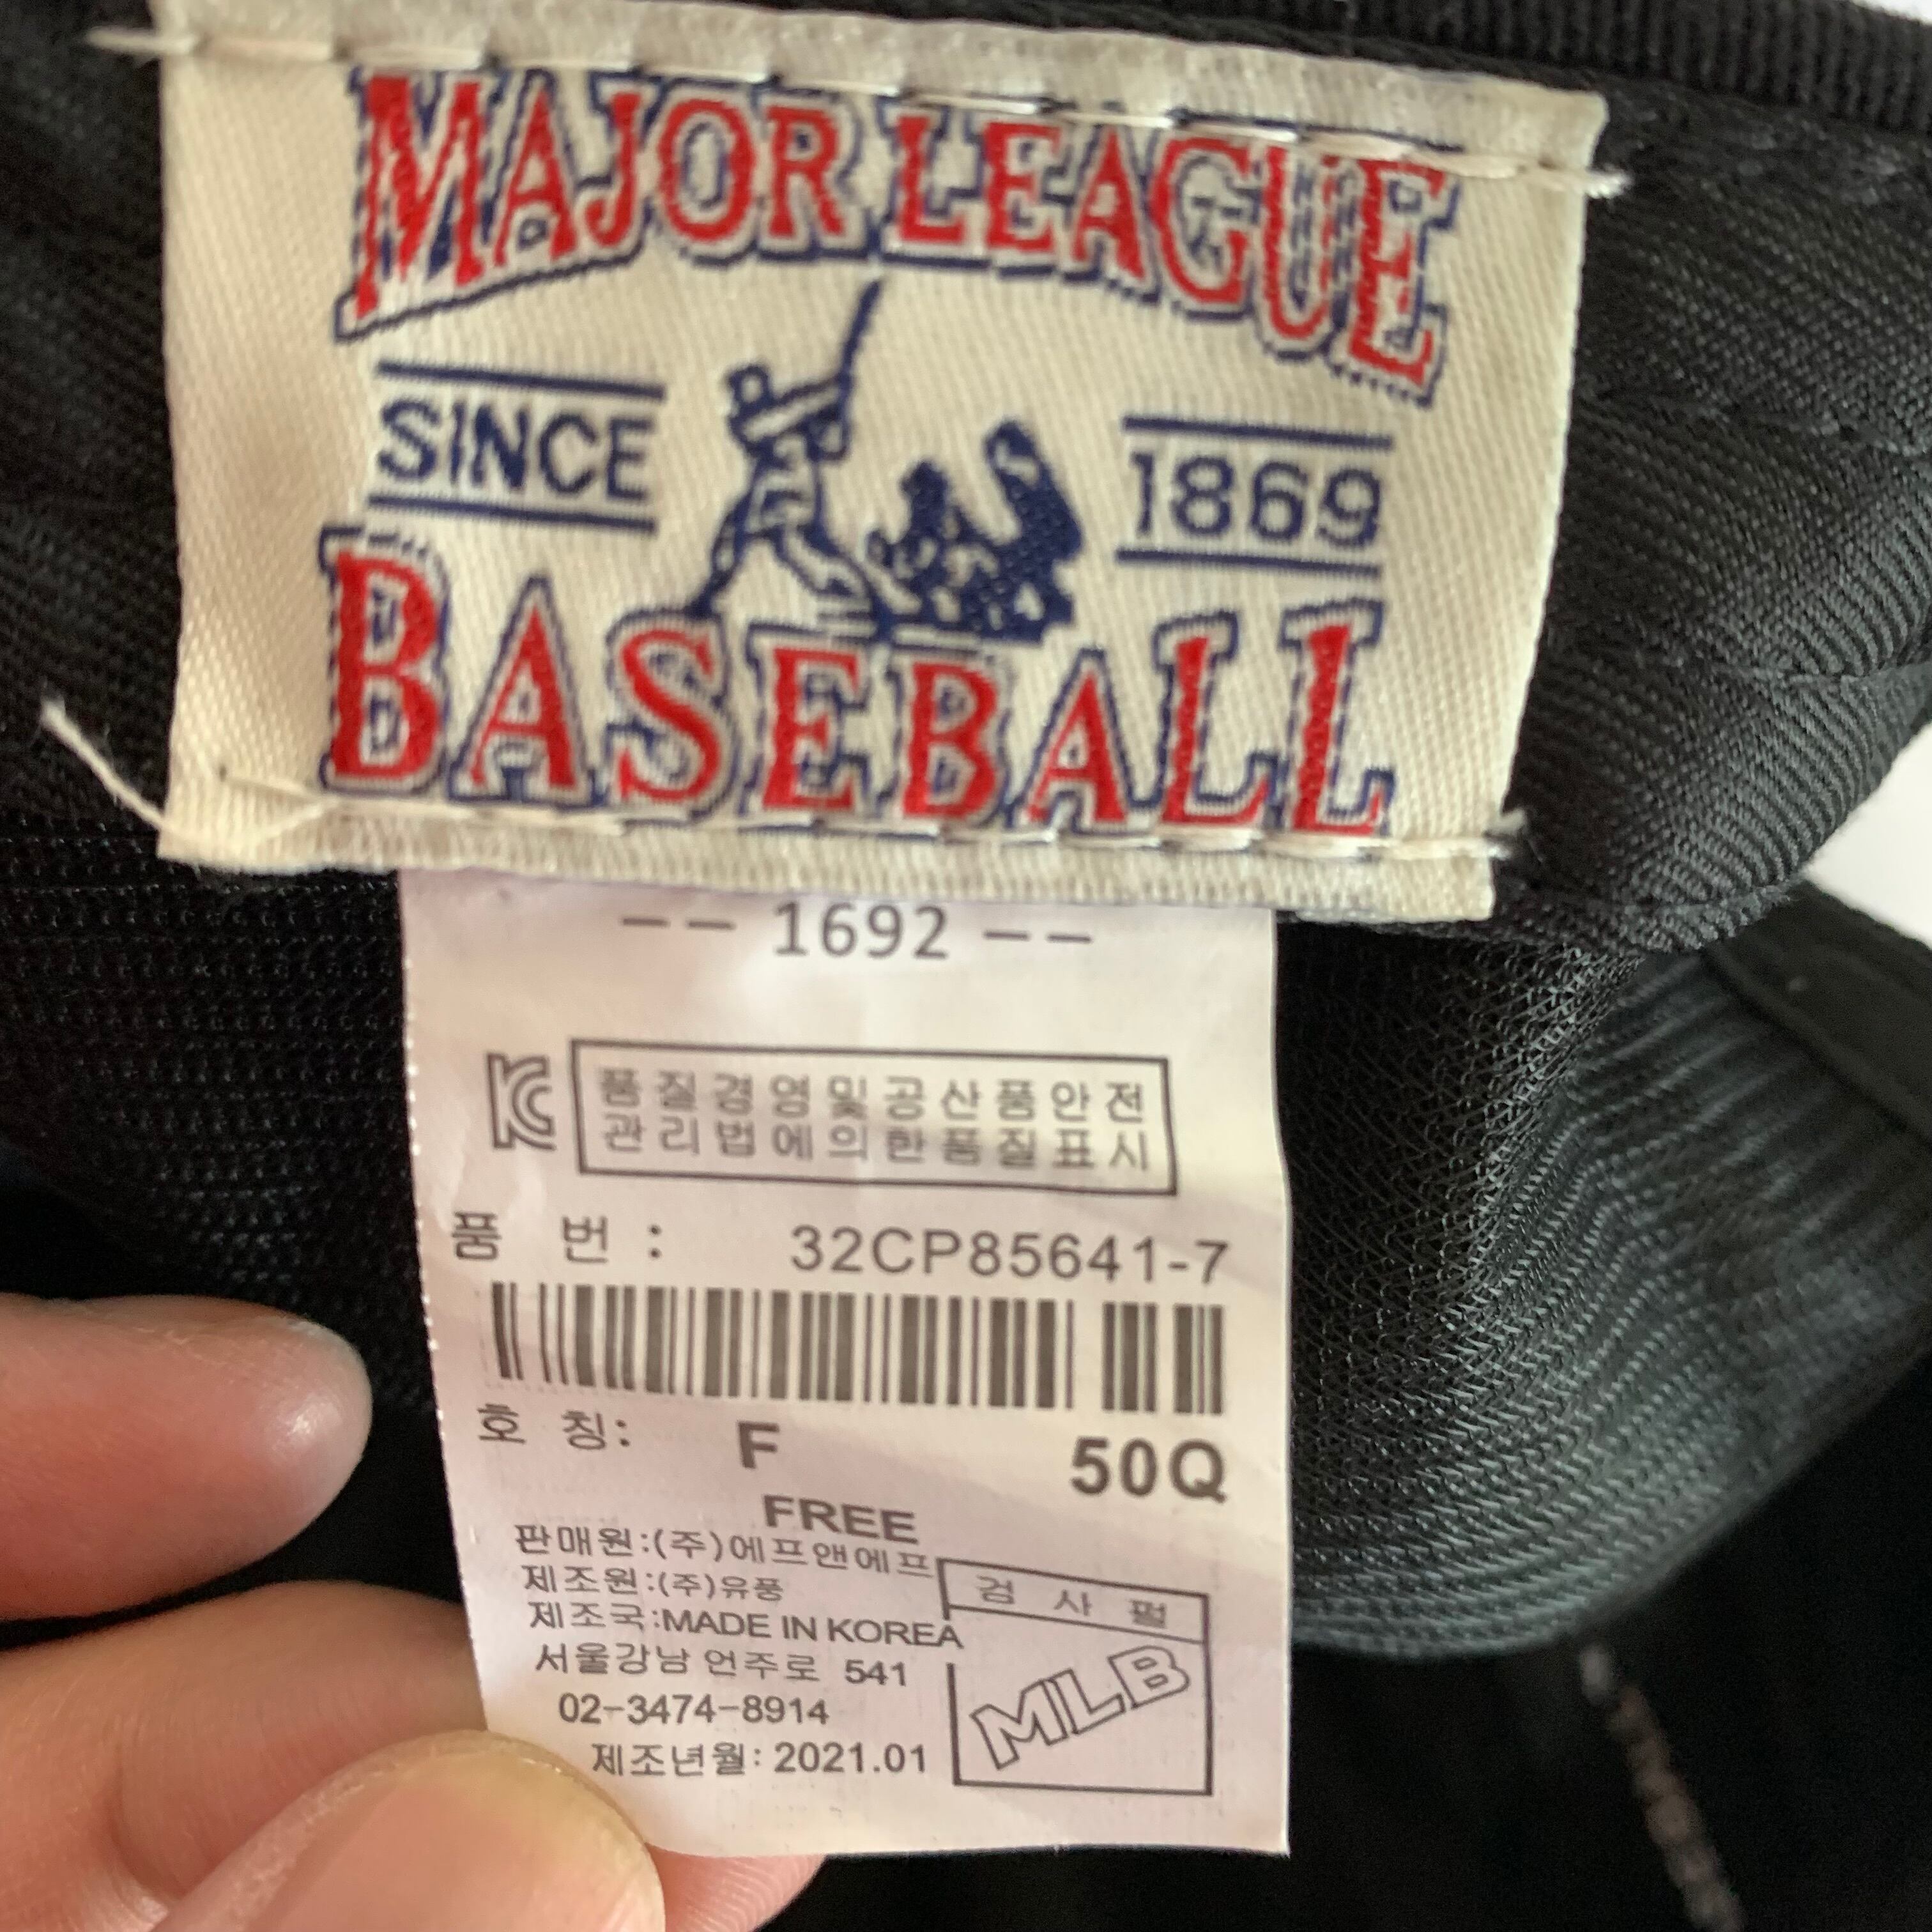 MAJOR LEAGUE
SINCE 1869
BASEBALL
-- 1692 --
품질경영및공산품안전
관리법에의한품질표시
품 번 : 32CP85641-7
호 칭: F 50Q
FREE
판매원:(주)에프앤에프
제조원:(주)유풍
제조국:MADE IN KOREA
서울강남 언주로 541
02-3474-8914
제조년월: 2021.01
검 사 필
MLB